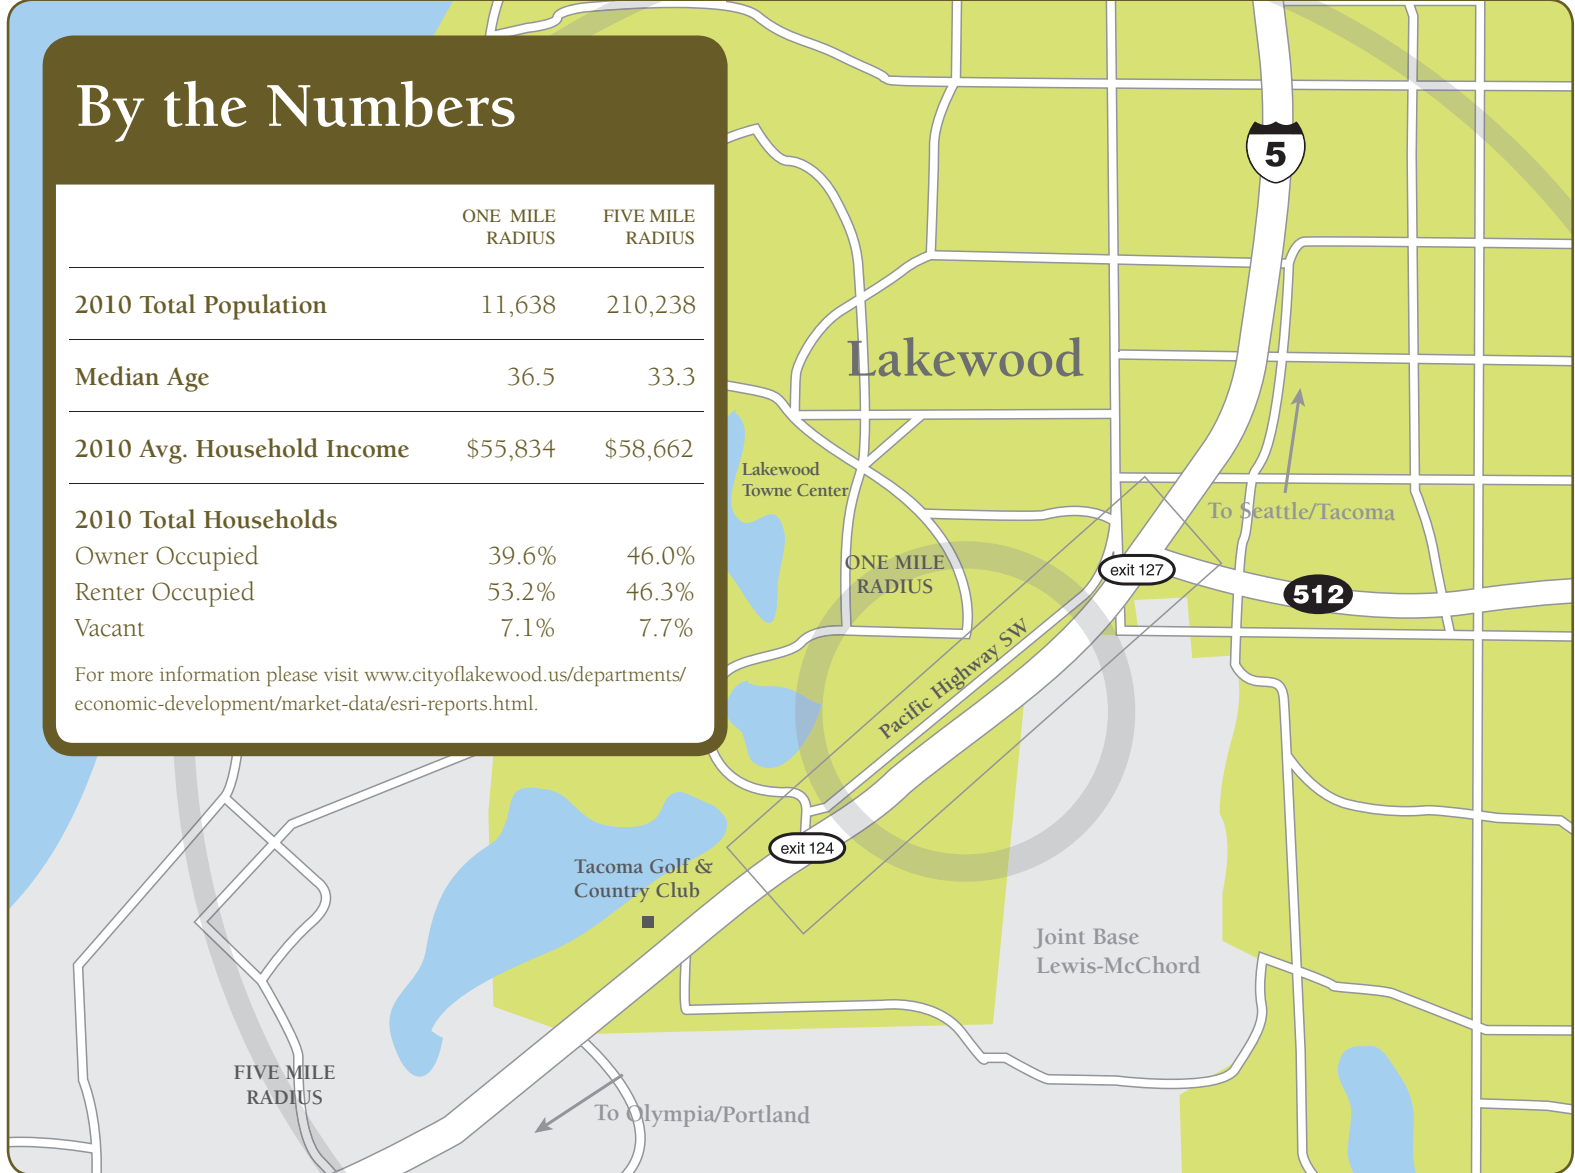 By the Numbers
ONE MILE RADIUS
FIVE MILE RADIUS
2010 Total Population 11,638 210,238
Median Age 36.5 33.3
2010 Avg. Household Income $55,834 $58,662
2010 Total Households
Owner Occupied 39.6% 46.0%
Renter Occupied 53.2% 46.3%
Vacant 7.1% 7.7%
For more information please visit www.cityoflakewood.us/departments/
economic-development/market-data/esri-reports.html.
5
Lakewood
Lakewood
Towne Center
To Seattle/Tacoma
ONE MILE
RADIUS
exit 127
512
Pacific Highway SW
exit 124
Tacoma Golf &
Country Club
Joint Base
Lewis-McChord
FIVE MILE
RADIUS
To Olympia/Portland